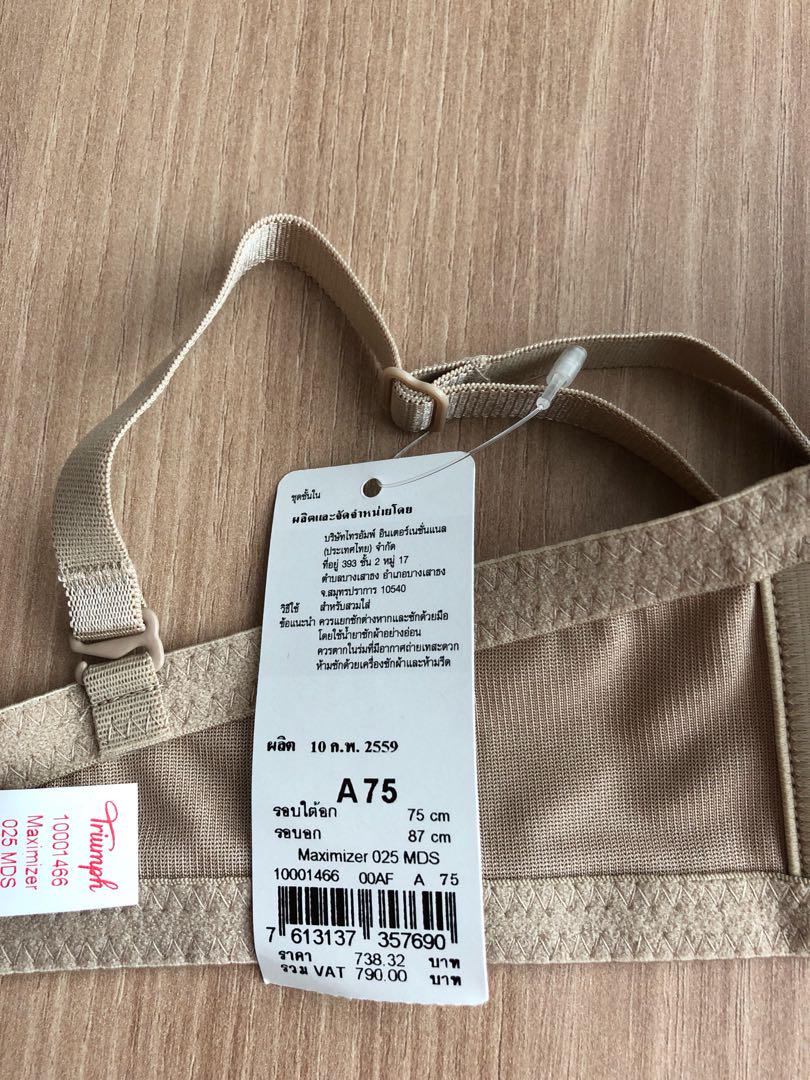 ชุดชั้นใน
ผลิตและจัดจำหน่ายโดย
บริษัทไทรอัมพ์ อินเตอร์เนชั่นแนล
(ประเทศไทย) จำกัด
ที่อยู่ 393 ชั้น 2 หมู่ 17
ตำบลบางเสาธง อำเภอบางเสาธง
จ.สมุทรปราการ 10540
วิธีใช้ สำหรับสวมใส่
ข้อแนะนำ ควรแยกซักต่างหากและซักด้วยมือ
โดยใช้น้ำยาซักผ้าอย่างอ่อน
ควรตากในร่มที่มีอากาศถ่ายเทสะดวก
ห้ามซักด้วยเครื่องซักผ้าและห้ามรีด
ผลิต 10 ก.พ. 2559
A 75
รอบใต้อก 75 cm
รอบอก 87 cm
Maximizer 025 MDS
10001466 00AF A 75
7 613137 357690
ราคา 738.32 บาท
รวม VAT 790.00 บาท
Triumph
10001466
Maximizer
025 MDS